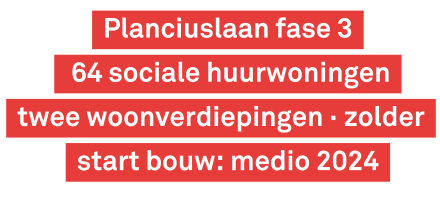 Planciuslaan fase 3
64 sociale huurwoningen
twee woonverdiepingen · zolder
start bouw: medio 2024